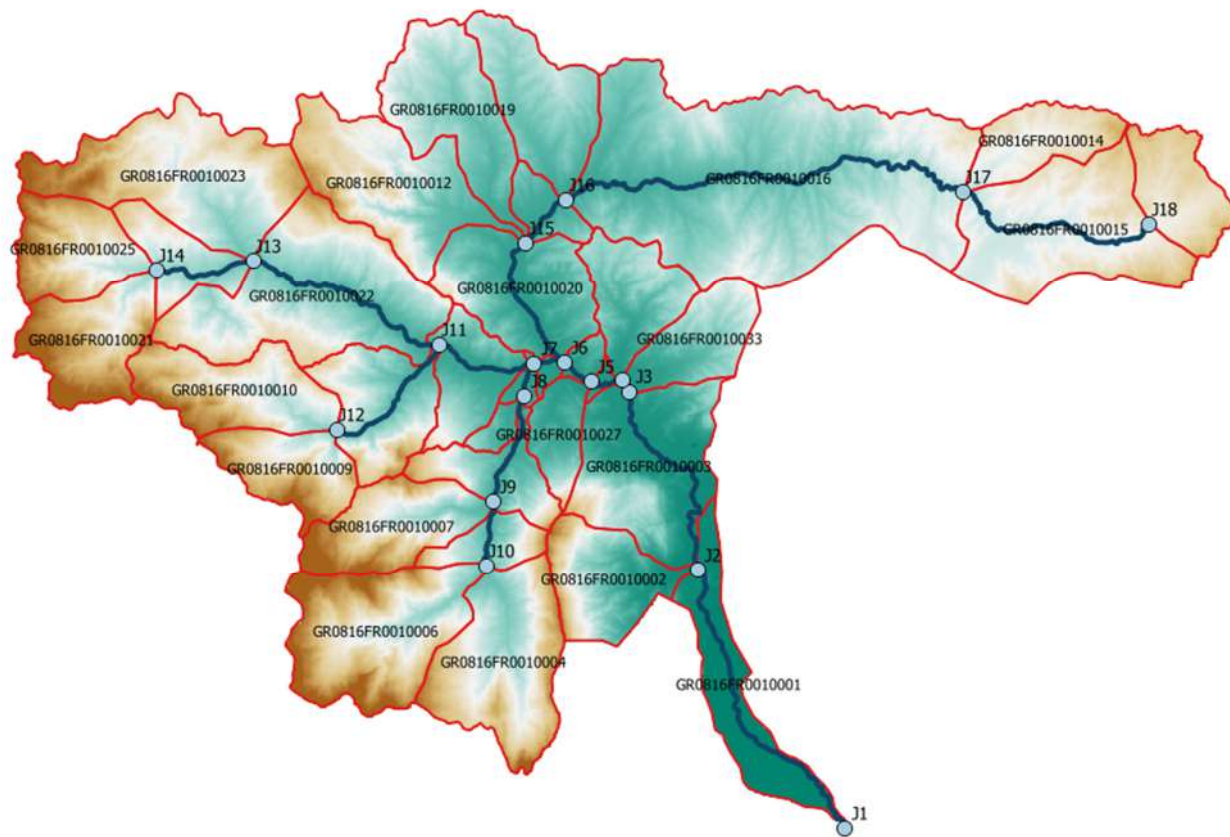 GR0816FR0010019
GR0816FR0010014
GR0816FR0010023
GR0816FR0010012
J16
GR0816FR0010016
J17
J15
J18
GR0816FR0010015
GR0816FR0010025
J13
J14
GR0816FR0010020
GR0816FR0010022
J11
GR0816FR0010021
GR0816FR0010033
J7
J6
J8
J5
J3
GR0816FR0010010
J12
GR0816FR0010027
GR0816FR0010009
GR0816FR0010003
J9
GR0816FR0010007
J10
J2
GR0816FR0010002
GR0816FR0010006
GR0816FR0010004
GR0816FR0010001
J1